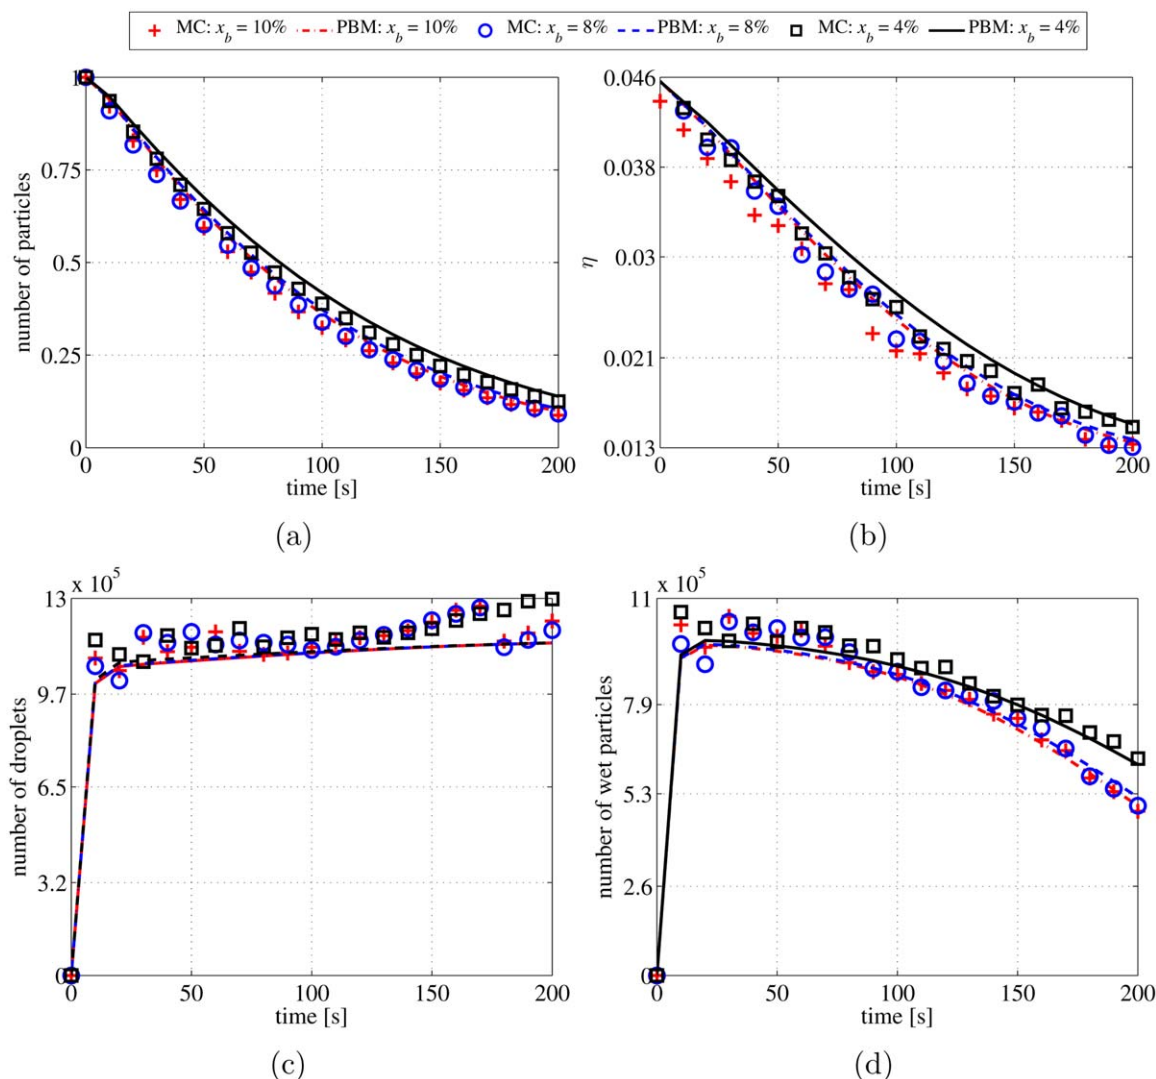 MC: x_b = 10% PBM: x_b = 10% MC: x_b = 8% PBM: x_b = 8% MC: x_b = 4% PBM: x_b = 4%
1
0.75
0.5
0.25
0
number of particles
0 50 100 150 200
time [s]
(a)
0.046
0.038
0.03
0.021
0.013
η
0 50 100 150 200
time [s]
(b)
x 10^5
13
9.7
6.5
3.2
0
number of droplets
0 50 100 150 200
time [s]
(c)
x 10^5
11
7.9
5.3
2.6
0
number of wet particles
0 50 100 150 200
time [s]
(d)